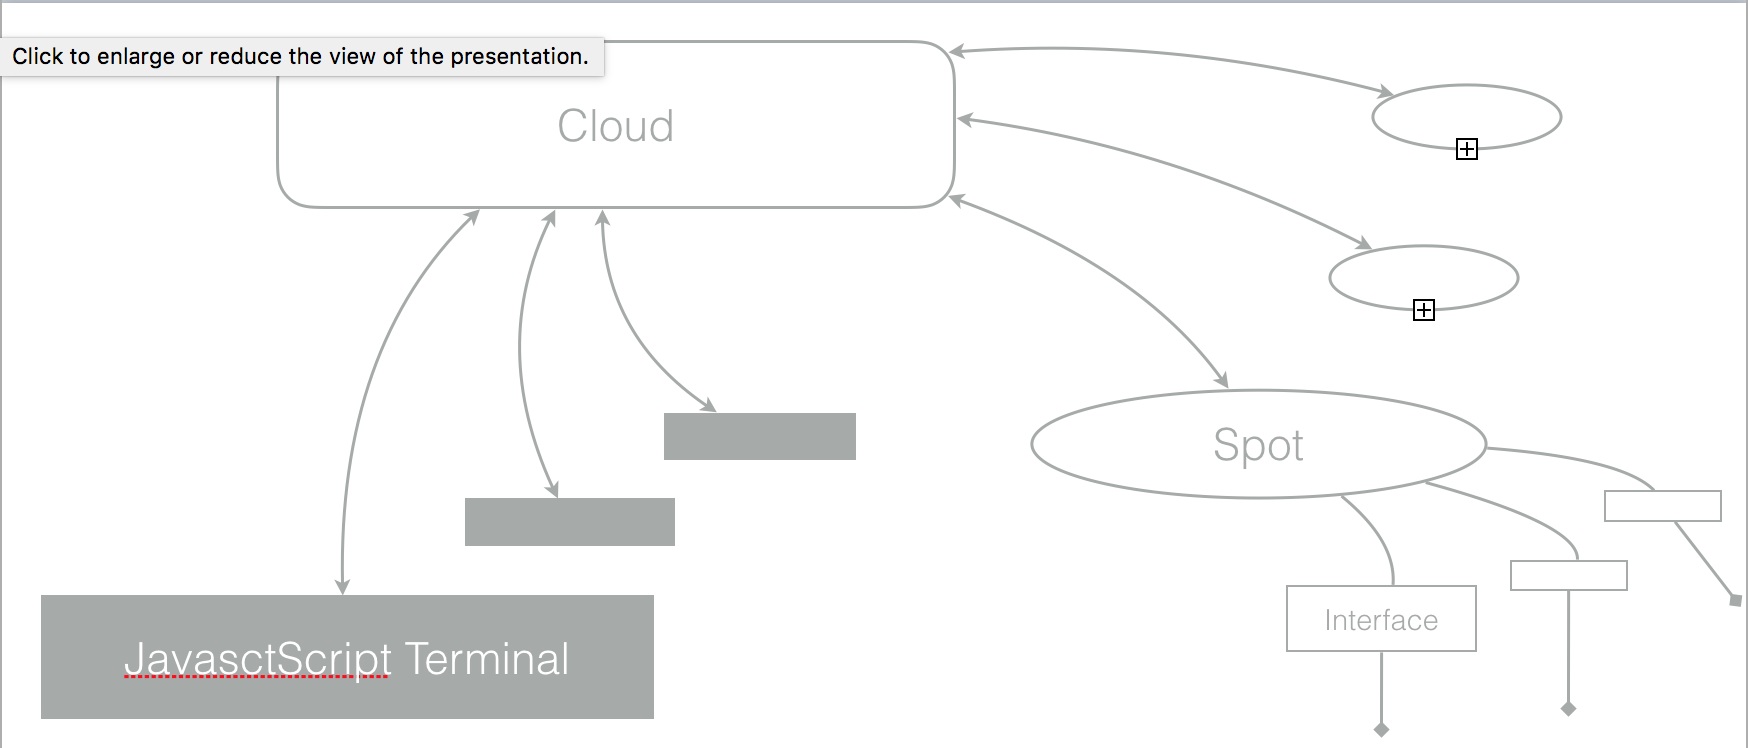 Click to enlarge or reduce the view of the presentation.
Cloud
Spot
Interface
JavasctScript Terminal